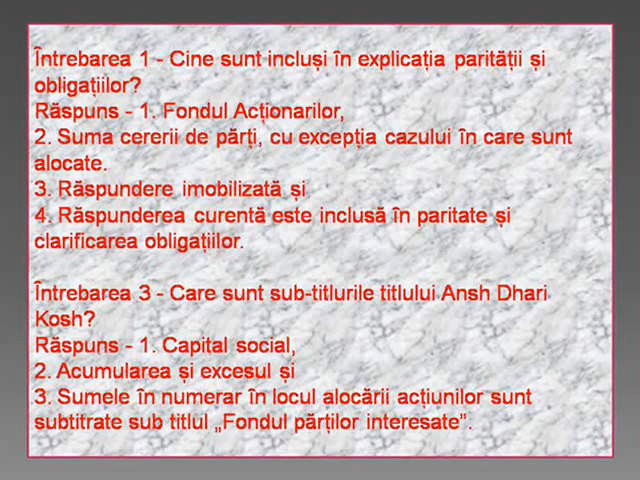 Întrebarea 1 - Cine sunt incluși în explicația parității și
obligațiilor?
Răspuns - 1. Fondul Acționarilor,
2. Suma cererii de părți, cu excepția cazului în care sunt
alocate.
3. Răspundere imobilizată și
4. Răspunderea curentă este inclusă în paritate și
clarificarea obligațiilor.
Întrebarea 3 - Care sunt sub-titlurile titlului Ansh Dhari
Kosh?
Răspuns - 1. Capital social,
2. Acumularea și excesul și
3. Sumele în numerar în locul alocării acțiunilor sunt
subtitrate sub titlul „Fondul părților interesate”.